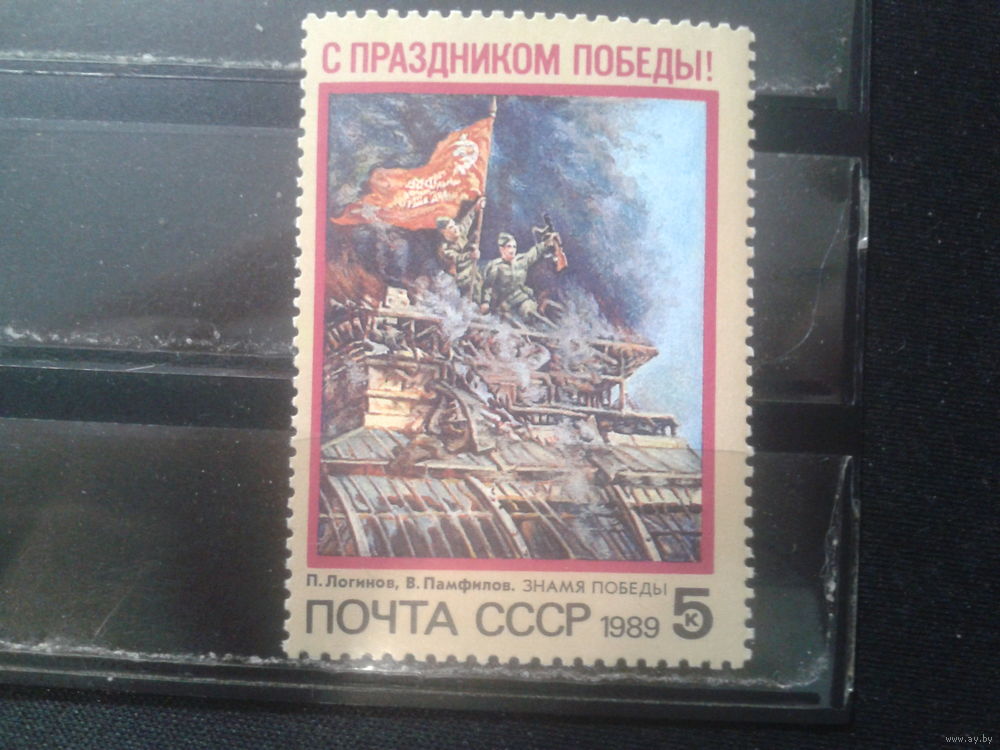 С ПРАЗДНИКОМ ПОБЕДЫ!
П. Логинов, В. Памфилов. ЗНАМЯ ПОБЕДЫ
ПОЧТА СССР 1989 5 К
www.ay.by